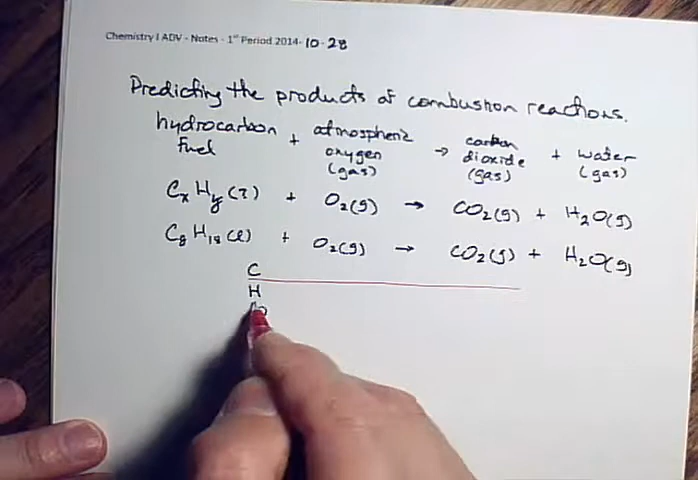 Chemistry I ADV - Notes - 1st Period 2014- 10-28
Predicting the products of combustion reactions.
hydrocarbon fuel + atmospheric oxygen (gas) → carbon dioxide (gas) + water (gas)
CxHy(?) + O2(g) → CO2(g) + H2O(g)
C8H18(l) + O2(g) → CO2(g) + H2O(g)
C
H